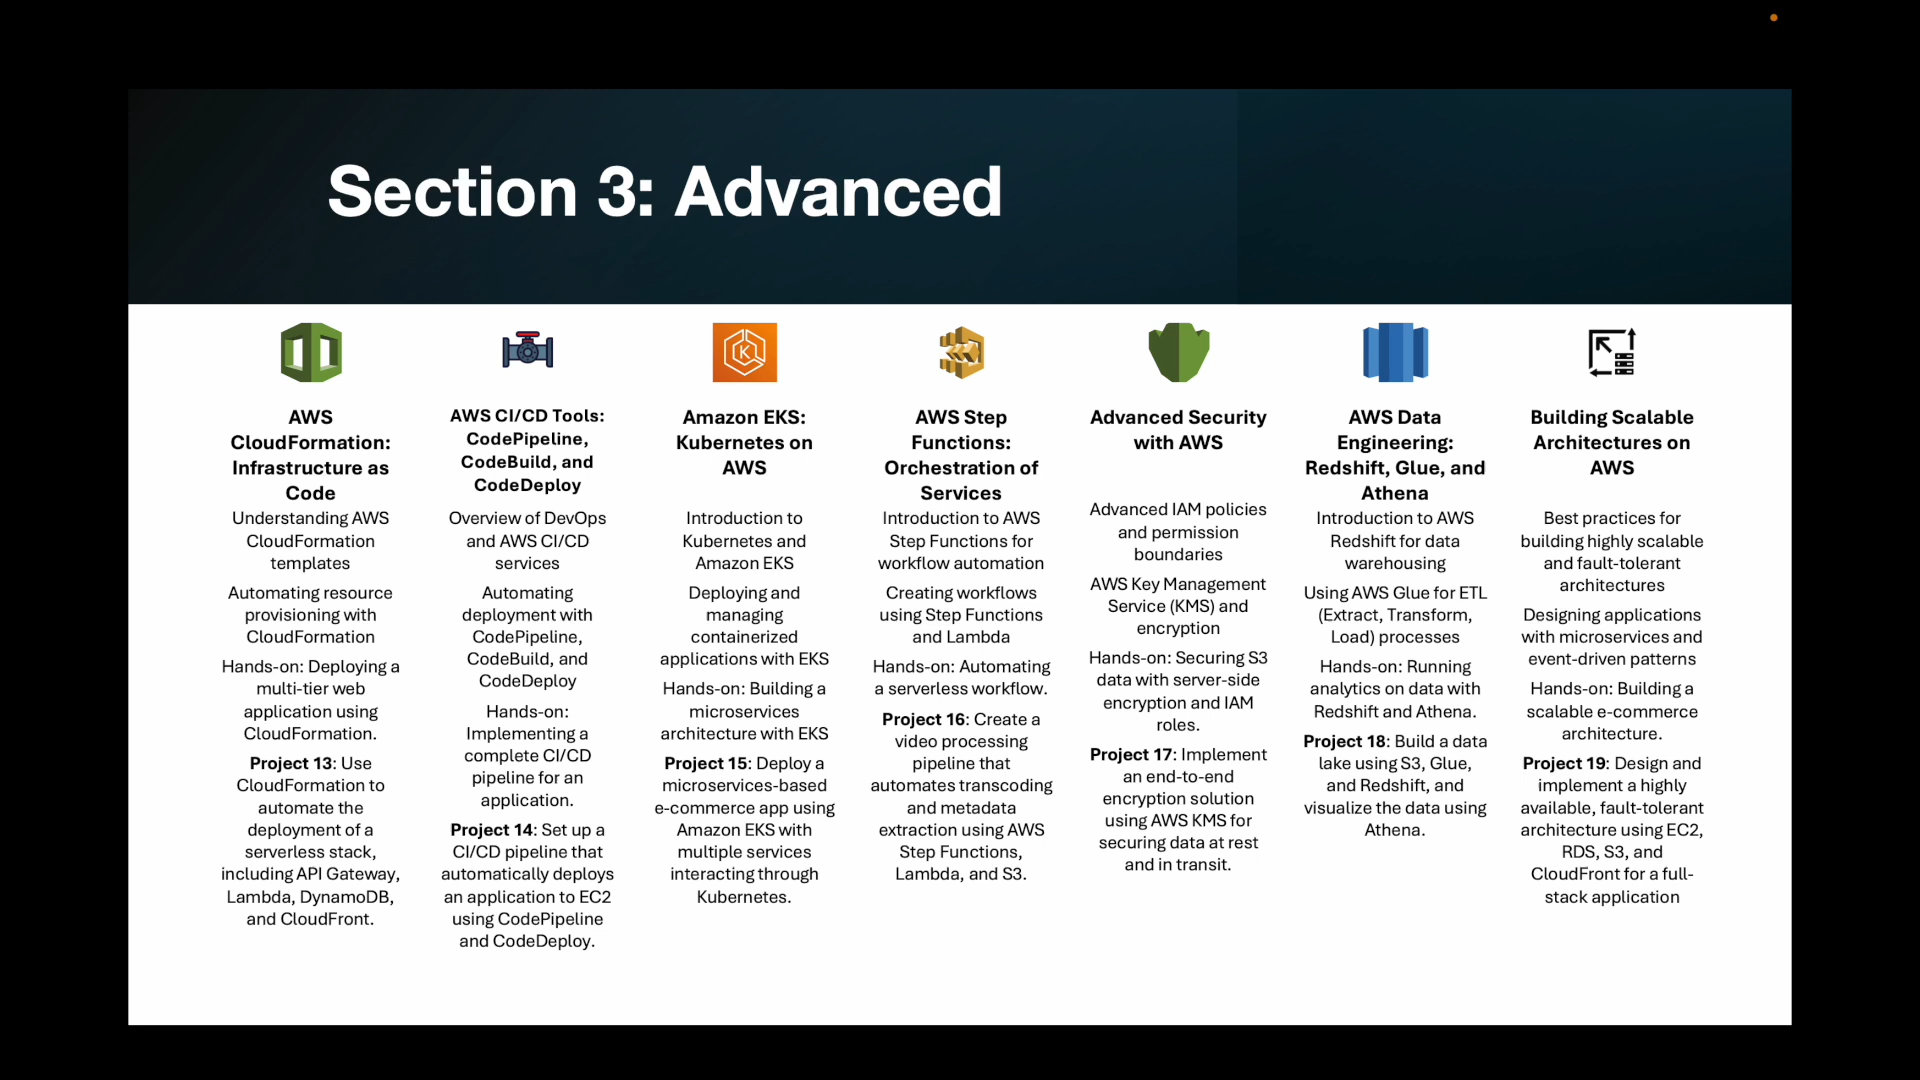 Section 3: Advanced
AWS
CloudFormation:
Infrastructure as
Code
Understanding AWS
CloudFormation
templates
Automating resource
provisioning with
CloudFormation
Hands-on: Deploying a
multi-tier web
application using
CloudFormation.
Project 13: Use
CloudFormation to
automate the
deployment of a
serverless stack,
including API Gateway,
Lambda, DynamoDB,
and CloudFront.
AWS CI/CD Tools:
CodePipeline,
CodeBuild, and
CodeDeploy
Overview of DevOps
and AWS CI/CD
services
Automating
deployment with
CodePipeline,
CodeBuild, and
CodeDeploy
Hands-on:
Implementing a
complete CI/CD
pipeline for an
application.
Project 14: Set up a
CI/CD pipeline that
automatically deploys
an application to EC2
using CodePipeline
and CodeDeploy.
K
Amazon EKS:
Kubernetes on
AWS
Introduction to
Kubernetes and
Amazon EKS
Deploying and
managing
containerized
applications with EKS
Hands-on: Building a
microservices
architecture with EKS
Project 15: Deploy a
microservices-based
e-commerce app using
Amazon EKS with
multiple services
interacting through
Kubernetes.
AWS Step
Functions:
Orchestration of
Services
Introduction to AWS
Step Functions for
workflow automation
Creating workflows
using Step Functions
and Lambda
Hands-on: Automating
a serverless workflow.
Project 16: Create a
video processing
pipeline that
automates transcoding
and metadata
extraction using AWS
Step Functions,
Lambda, and S3.
Advanced Security
with AWS
Advanced IAM policies
and permission
boundaries
AWS Key Management
Service (KMS) and
encryption
Hands-on: Securing S3
data with server-side
encryption and IAM
roles.
Project 17: Implement
an end-to-end
encryption solution
using AWS KMS for
securing data at rest
and in transit.
AWS Data
Engineering:
Redshift, Glue, and
Athena
Introduction to AWS
Redshift for data
warehousing
Using AWS Glue for ETL
(Extract, Transform,
Load) processes
Hands-on: Running
analytics on data with
Redshift and Athena.
Project 18: Build a data
lake using S3, Glue,
and Redshift, and
visualize the data using
Athena.
Building Scalable
Architectures on
AWS
Best practices for
building highly scalable
and fault-tolerant
architectures
Designing applications
with microservices and
event-driven patterns
Hands-on: Building a
scalable e-commerce
architecture.
Project 19: Design and
implement a highly
available, fault-tolerant
architecture using EC2,
RDS, S3, and
CloudFront for a full-
stack application